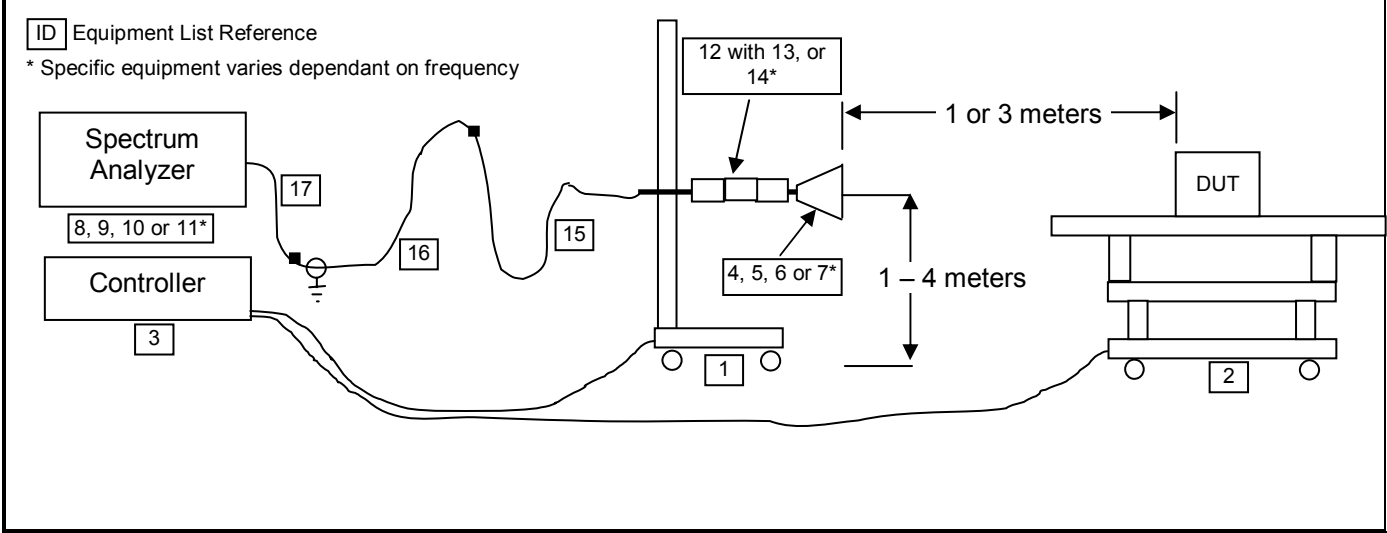 ID Equipment List Reference
* Specific equipment varies dependant on frequency
12 with 13, or
14*
1 or 3 meters
Spectrum
Analyzer
17
DUT
8, 9, 10 or 11*
16
15
4, 5, 6 or 7*
1 – 4 meters
Controller
3
1
2